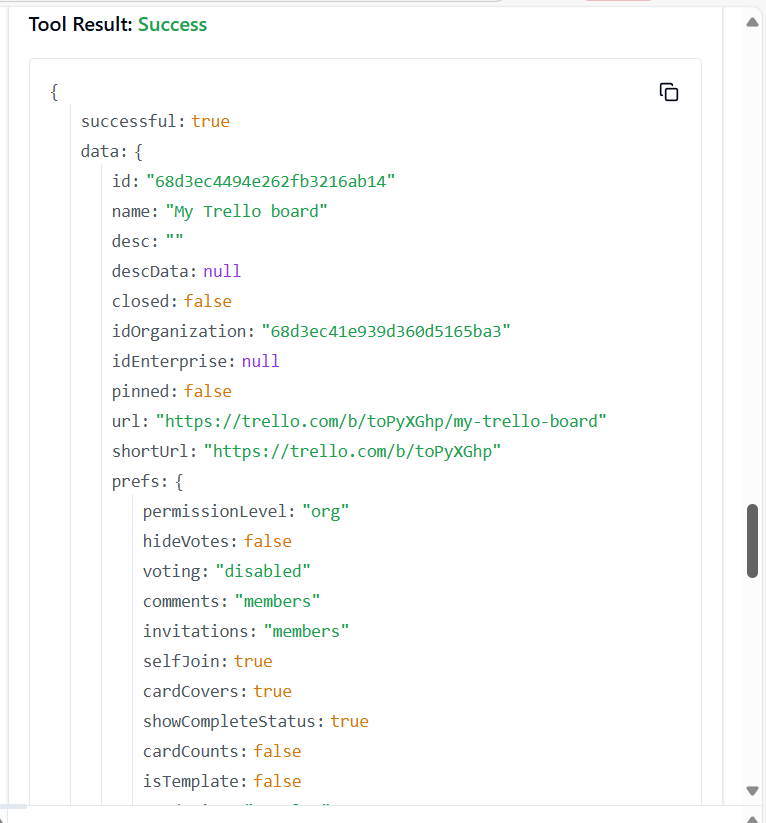 Tool Result: Success
{
successful: true
data: {
id: "68d3ec4494e262fb3216ab14"
name: "My Trello board"
desc: ""
descData: null
closed: false
idOrganization: "68d3ec41e939d360d5165ba3"
idEnterprise: null
pinned: false
url: "https://trello.com/b/toPyXGhp/my-trello-board"
shortUrl: "https://trello.com/b/toPyXGhp"
prefs: {
permissionLevel: "org"
hideVotes: false
voting: "disabled"
comments: "members"
invitations: "members"
selfJoin: true
cardCovers: true
showCompleteStatus: true
cardCounts: false
isTemplate: false